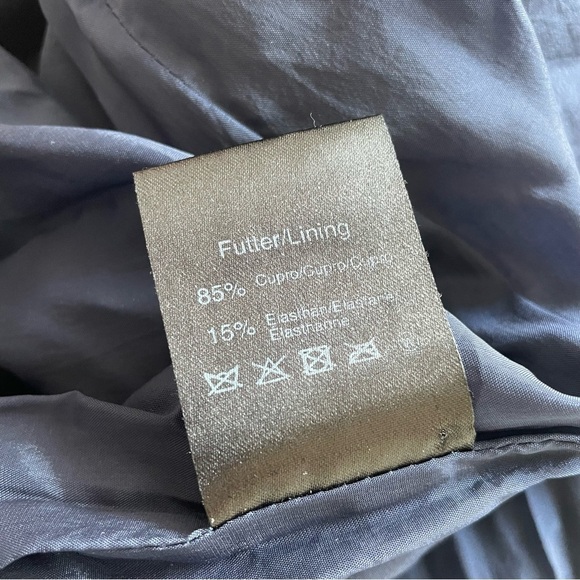 Futter/Lining
85% Cupro/Cupro/Cupro
15% Elasthan/Elastane
Elasthanne